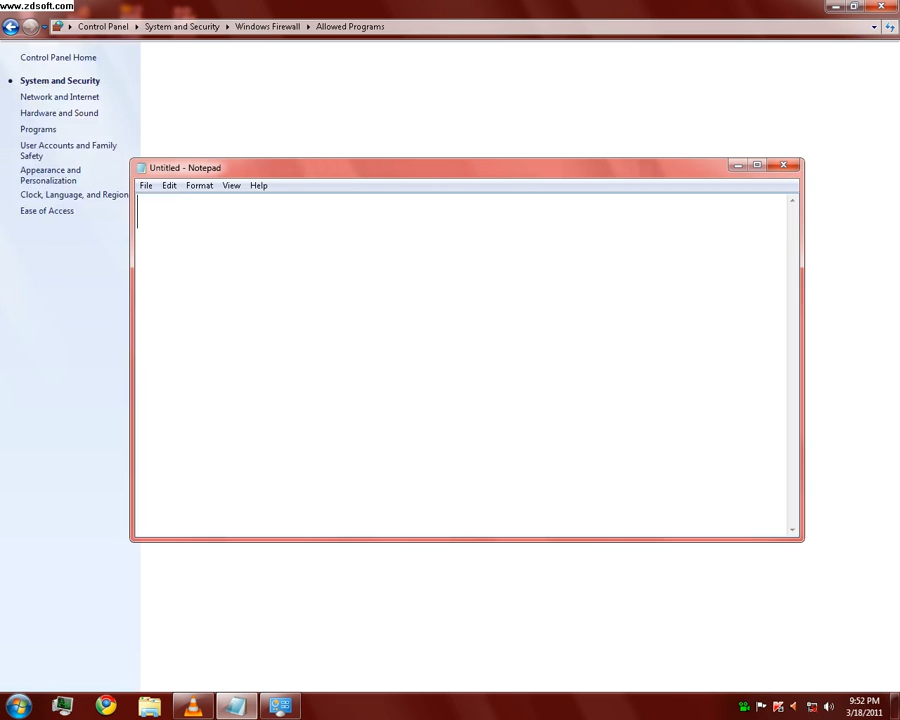 www.zdsoft.com
Control Panel System and Security Windows Firewall Allowed Programs
Control Panel Home
System and Security
Network and Internet
Hardware and Sound
Programs
User Accounts and Family
Safety
Appearance and
Personalization
Clock, Language, and Region
Ease of Access
Untitled - Notepad
File Edit Format View Help
9:52 PM
3/18/2011